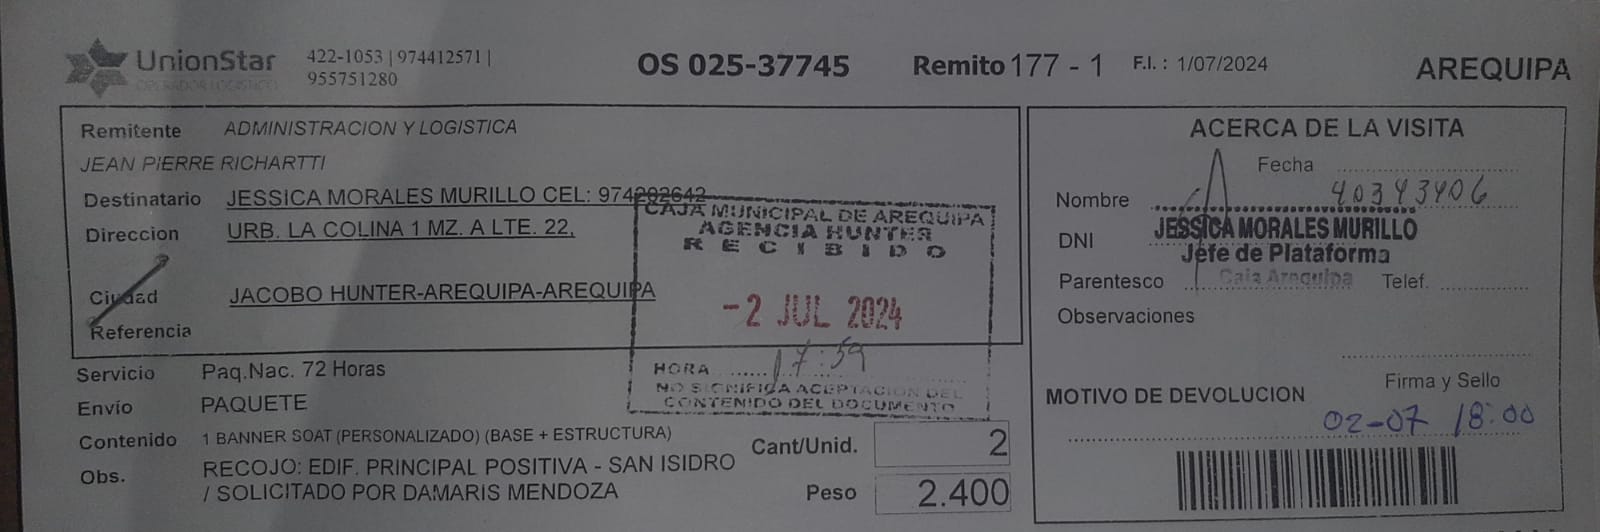 UnionStar
OPERADOR LOGISTICO
422-1053 | 974412571 |
955751280
OS 025-37745
Remito 177 - 1
F.I. : 1/07/2024
AREQUIPA
Remitente ADMINISTRACION Y LOGISTICA
JEAN PIERRE RICHARTTI
Destinatario JESSICA MORALES MURILLO CEL: 974202642
Direccion URB. LA COLINA 1 MZ. A LTE. 22,
Ciudad JACOBO HUNTER-AREQUIPA-AREQUIPA
Referencia
CAJA MUNICIPAL DE AREQUIPA
AGENCIA HUNTER
RECIBIDO
-2 JUL 2024
HORA 17:59
NO SIGNIFICA ACEPTACION DEL
CONTENIDO DEL DOCUMENTO
Servicio Paq.Nac. 72 Horas
Envío PAQUETE
Contenido 1 BANNER SOAT (PERSONALIZADO) (BASE + ESTRUCTURA)
Obs. RECOJO: EDIF. PRINCIPAL POSITIVA - SAN ISIDRO
/ SOLICITADO POR DAMARIS MENDOZA
Cant/Unid. 2
Peso 2.400
ACERCA DE LA VISITA
Fecha
Nombre 40343406
JESSICA MORALES MURILLO
DNI
Jefe de Plataforma
Parentesco Caja Arequipa Telef.
Observaciones
Firma y Sello
MOTIVO DE DEVOLUCION
02-07 18:00